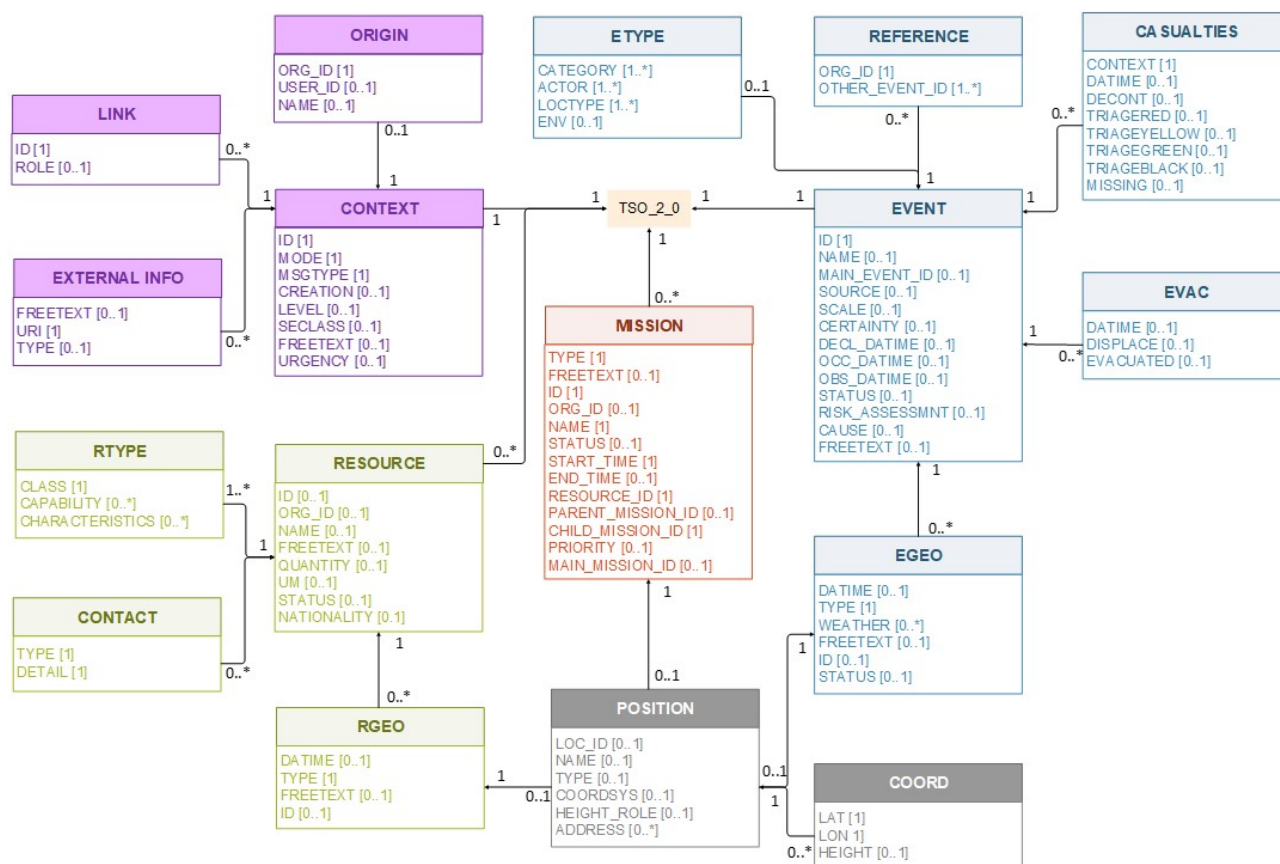 ORIGIN
ORG_ID [1]
USER_ID [0..1]
NAME [0..1]
0..1
1
ETYPE
CATEGORY [1..*]
ACTOR [1..*]
LOCTYPE [1..*]
ENV [0..1]
0..1
REFERENCE
ORG_ID [1]
OTHER_EVENT_ID [1..*]
0..*
1
CASUALTIES
CONTEXT [1]
DATIME [0..1]
DECONT [0..1]
TRIAGERED [0..1]
TRIAGEYELLOW [0..1]
TRIAGEGREEN [0..1]
TRIAGEBLACK [0..1]
MISSING [0..1]
0..*
1
LINK
ID [1]
ROLE [0..1]
0..*
1
EXTERNAL INFO
FREETEXT [0..1]
URI [1]
TYPE [0..1]
0..*
CONTEXT
ID [1]
MODE [1]
MSGTYPE [1]
CREATION [0..1]
LEVEL [0..1]
SECLASS [0..1]
FREETEXT [0..1]
URGENCY [0..1]
1
1
TSO_2_0
1
1
1
EVENT
ID [1]
NAME [0..1]
MAIN_EVENT_ID [0..1]
SOURCE [0..1]
SCALE [0..1]
CERTAINTY [0..1]
DECL_DATIME [0..1]
OCC_DATIME [0..1]
OBS_DATIME [0..1]
STATUS [0..1]
RISK_ASSESSMNT [0..1]
CAUSE [0..1]
FREETEXT [0..1]
1
EVAC
DATIME [0..1]
DISPLACE [0..1]
EVACUATED [0..1]
1
0..*
0..*
MISSION
TYPE [1]
FREETEXT [0..1]
ID [1]
ORG_ID [0..1]
NAME [1]
STATUS [0..1]
START_TIME [1]
END_TIME [0..1]
RESOURCE_ID [1]
PARENT_MISSION_ID [0..1]
CHILD_MISSION_ID [1]
PRIORITY [0..1]
MAIN_MISSION_ID [0..1]
1
0..1
RTYPE
CLASS [1]
CAPABILITY [0..*]
CHARACTERISTICS [0..*]
1..*
1
CONTACT
TYPE [1]
DETAIL [1]
0..*
RESOURCE
ID [0..1]
ORG_ID [0..1]
NAME [0..1]
FREETEXT [0..1]
QUANTITY [0..1]
UM [0..1]
STATUS [0..1]
NATIONALITY [0.1]
0..*
1
0..*
RGEO
DATIME [0..1]
TYPE [1]
FREETEXT [0..1]
ID [0..1]
1
0..1
POSITION
LOC_ID [0..1]
NAME [0..1]
TYPE [0..1]
COORDSYS [0..1]
HEIGHT_ROLE [0..1]
ADDRESS [0..*]
0..*
EGEO
DATIME [0..1]
TYPE [1]
WEATHER [0..*]
FREETEXT [0..1]
ID [0..1]
STATUS [0..1]
1
0..1
1
0..*
COORD
LAT [1]
LON 1]
HEIGHT [0..1]